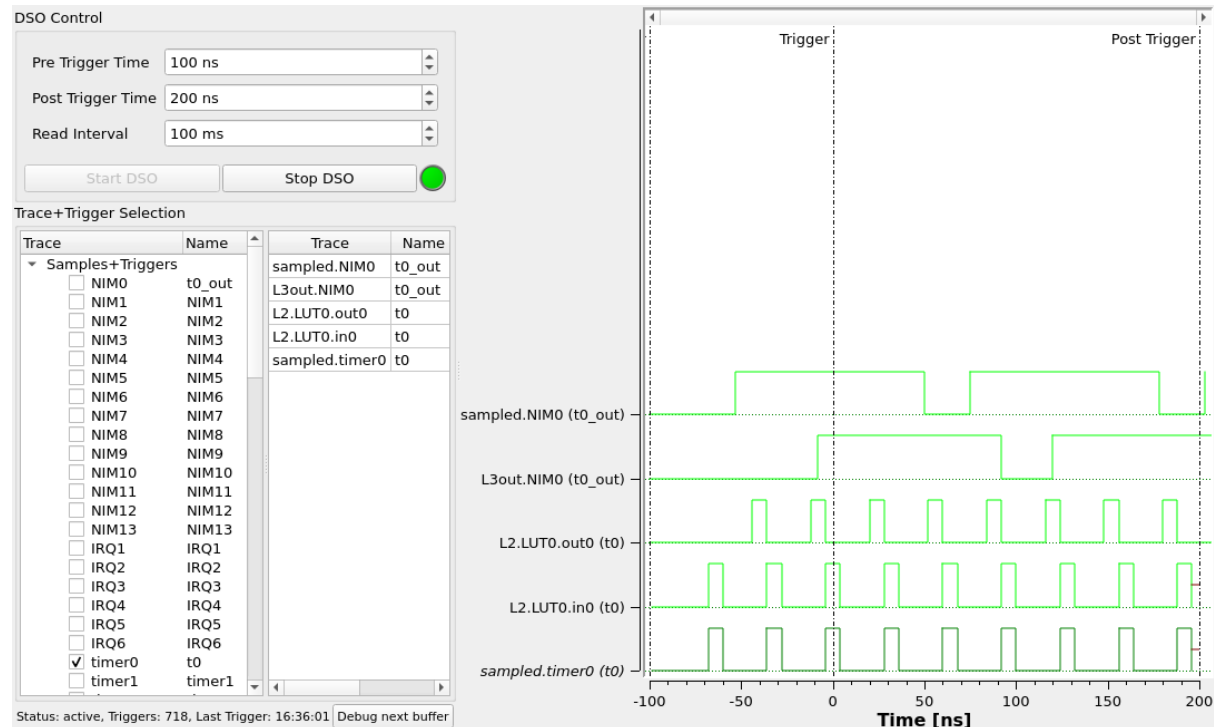 DSO Control
Pre Trigger Time 100 ns
Post Trigger Time 200 ns
Read Interval 100 ms
Start DSO Stop DSO
Trace+Trigger Selection
Trace Name
Samples+Triggers
NIM0 t0_out
NIM1 NIM1
NIM2 NIM2
NIM3 NIM3
NIM4 NIM4
NIM5 NIM5
NIM6 NIM6
NIM7 NIM7
NIM8 NIM8
NIM9 NIM9
NIM10 NIM10
NIM11 NIM11
NIM12 NIM12
NIM13 NIM13
IRQ1 IRQ1
IRQ2 IRQ2
IRQ3 IRQ3
IRQ4 IRQ4
IRQ5 IRQ5
IRQ6 IRQ6
timer0 t0
timer1 timer1
Trace Name
sampled.NIM0 t0_out
L3out.NIM0 t0_out
L2.LUT0.out0 t0
L2.LUT0.in0 t0
sampled.timer0 t0
Status: active, Triggers: 718, Last Trigger: 16:36:01 Debug next buffer
Trigger Post Trigger
sampled.NIM0 (t0_out)
L3out.NIM0 (t0_out)
L2.LUT0.out0 (t0)
L2.LUT0.in0 (t0)
sampled.timer0 (t0)
-100 -50 0 50 100 150 200
Time [ns]